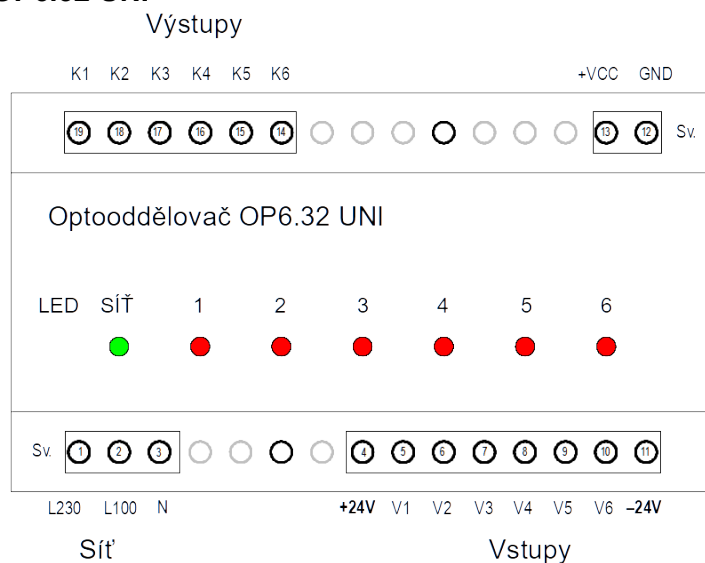 Výstupy
K1 K2 K3 K4 K5 K6 +VCC GND
19 18 17 16 15 14 13 12 Sv.
Optooddělovač OP6.32 UNI
LED SÍŤ 1 2 3 4 5 6
Sv. 1 2 3 4 5 6 7 8 9 10 11
L230 L100 N +24V V1 V2 V3 V4 V5 V6 –24V
Síť Vstupy